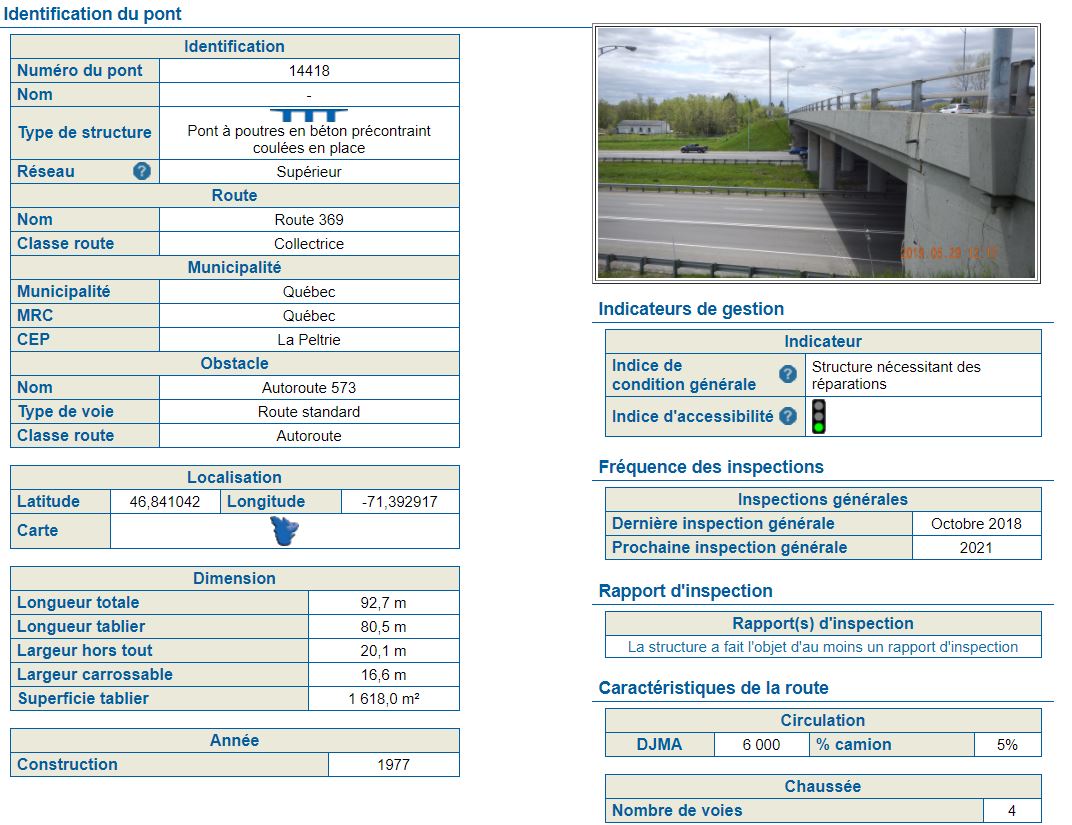 Identification du pont
Identification
Numéro du pont 14418
Nom -
Type de structure Pont à poutres en béton précontraint
coulées en place
Réseau ? Supérieur
Route
Nom Route 369
Classe route Collectrice
Municipalité
Municipalité Québec
MRC Québec
CEP La Peltrie
Obstacle
Nom Autoroute 573
Type de voie Route standard
Classe route Autoroute
Localisation
Latitude 46,841042 Longitude -71,392917
Carte
Dimension
Longueur totale 92,7 m
Longueur tablier 80,5 m
Largeur hors tout 20,1 m
Largeur carrossable 16,6 m
Superficie tablier 1 618,0 m²
Année
Construction 1977
Indicateurs de gestion
Indicateur
Indice de
condition générale ? Structure nécessitant des
réparations
Indice d'accessibilité ?
Fréquence des inspections
Inspections générales
Dernière inspection générale Octobre 2018
Prochaine inspection générale 2021
Rapport d'inspection
Rapport(s) d'inspection
La structure a fait l'objet d'au moins un rapport d'inspection
Caractéristiques de la route
Circulation
DJMA 6 000 % camion 5%
Chaussée
Nombre de voies 4